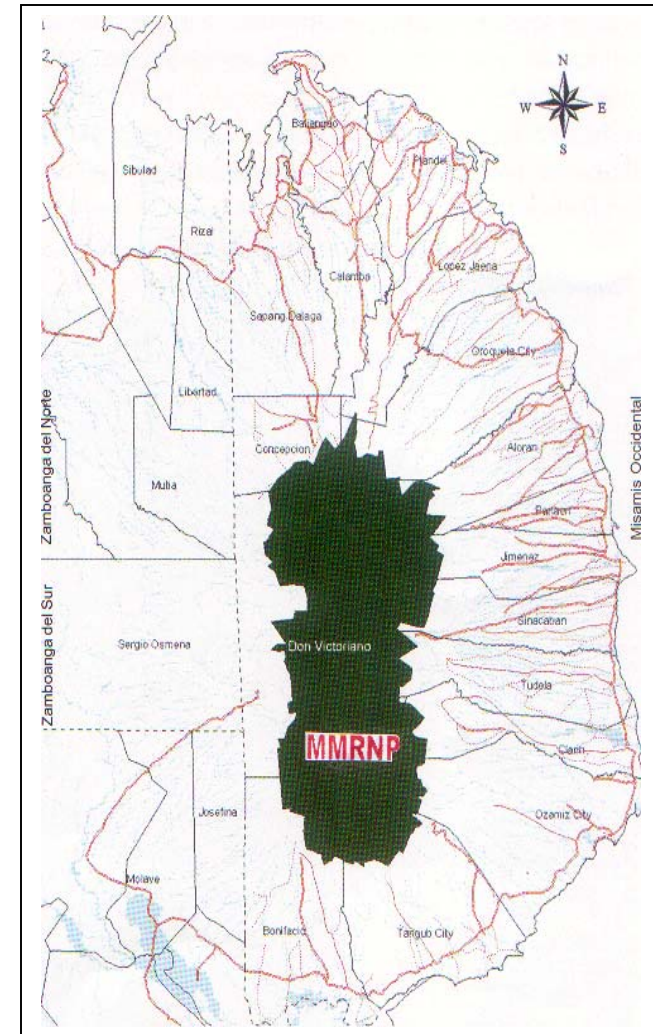 N
W E
S
Baliangao
Plaridel
Sibulad
Rizal
Lopez Jaena
Calamba
Sapang Dalaga
Oroquieta City
Libertad
Zamboanga del Norte
Misamis Occidental
Concepcion
Aloran
Mutia
Panaon
Jimenez
Zamboanga del Sur
Sinacaban
Sergio Osmena
Don Victoriano
Tudela
MMRNP
Clarin
Josefina
Ozamiz City
Molave
Bonifacio
Tangub City